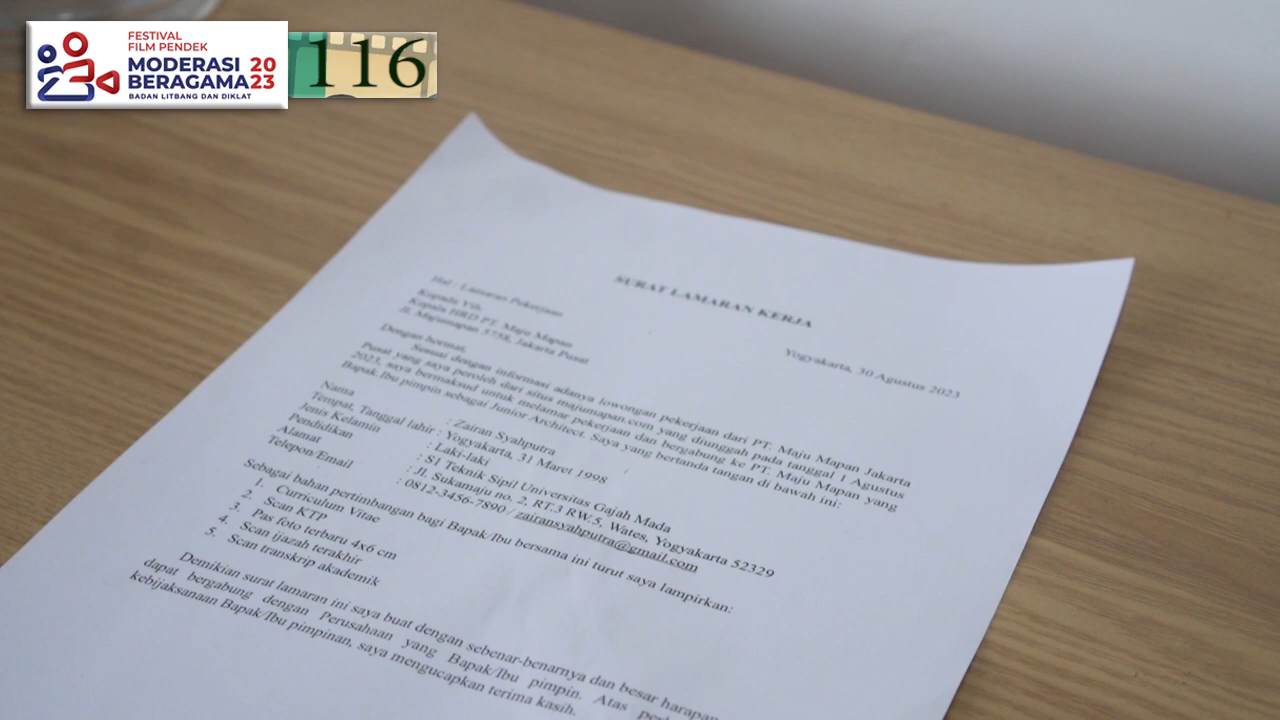 FESTIVAL
FILM PENDEK
MODERASI
BERAGAMA
20
23
BADAN LITBANG DAN DIKLAT
116
SURAT LAMARAN KERJA
Hal : Lamaran Pekerjaan
Yogyakarta, 30 Agustus 2023
Kepada Yth,
Kepala HRD PT. Maju Mapan
Jl. Majumapan 3758, Jakarta Pusat
Dengan hormat,
Sesuai dengan informasi adanya lowongan pekerjaan dari PT. Maju Mapan Jakarta
Pusat yang saya peroleh dari situs majumapan.com yang diunggah pada tanggal 1 Agustus
2023, saya bermaksud untuk melamar pekerjaan dan bergabung ke PT. Maju Mapan yang
Bapak.Ibu pimpin sebagai Junior Architect. Saya yang bertanda tangan di bawah ini:
Nama : Zairan Syahputra
Tempat, Tanggal lahir : Yogyakarta, 31 Maret 1998
Jenis Kelamin : Laki-laki
Pendidikan : S1 Teknik Sipil Universitas Gajah Mada
Alamat : Jl. Sukamaju no. 2, RT.3 RW.5, Wates, Yogyakarta 52329
Telepon/Email : 0812-3456-7890 / zairansyahputra@gmail.com
Sebagai bahan pertimbangan bagi Bapak/Ibu bersama ini turut saya lampirkan:
1. Curriculum Vitae
2. Scan KTP
3. Pas foto terbaru 4x6 cm
4. Scan ijazah terakhir
5. Scan transkrip akademik
Demikian surat lamaran ini saya buat dengan sebenar-benarnya dan besar harapan
dapat bergabung dengan Perusahaan yang Bapak/Ibu pimpin. Atas
kebijaksanaan Bapak/Ibu pimpinan, saya mengucapkan terima kasih.